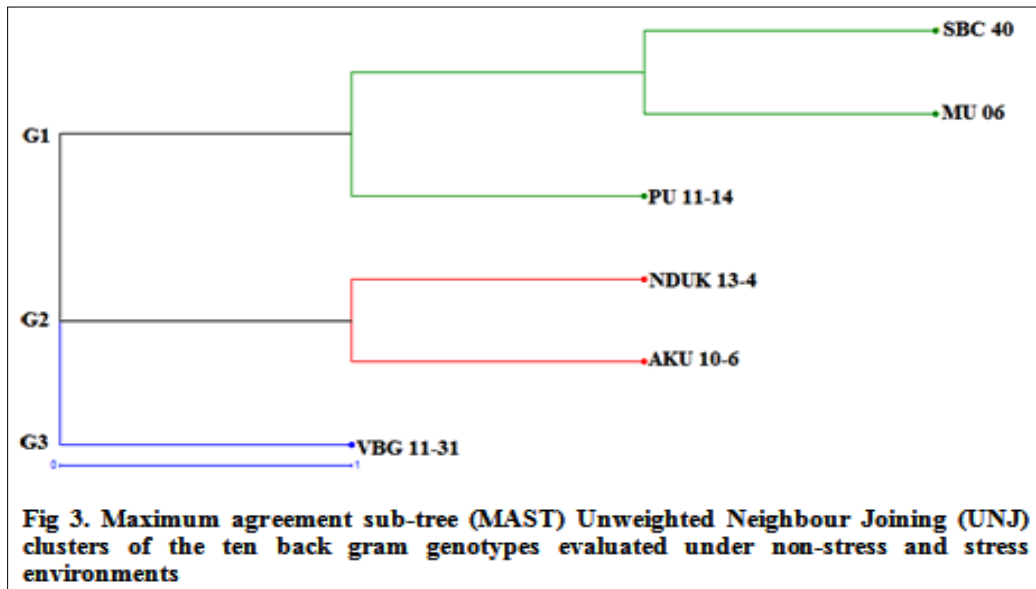 SBC 40
G1
MU 06
PU 11-14
NDUK 13-4
G2
AKU 10-6
G3
VBG 11-31
0 1
Fig 3. Maximum agreement sub-tree (MAST) Unweighted Neighbour Joining (UNJ)
clusters of the ten back gram genotypes evaluated under non-stress and stress
environments